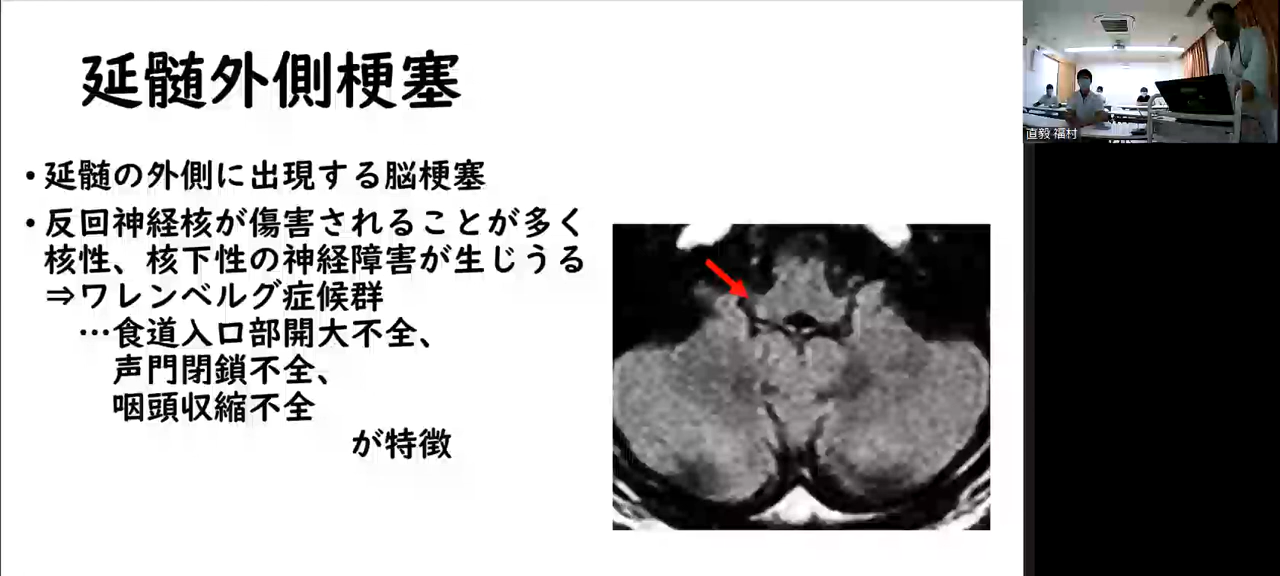 延髄外側梗塞
• 延髄の外側に出現する脳梗塞
• 反回神経核が傷害されることが多く
核性、核下性の神経障害が生じうる
⇒ワレンベルグ症候群
…食道入口部開大不全、
声門閉鎖不全、
咽頭収縮不全
が特徴
直毅 福村